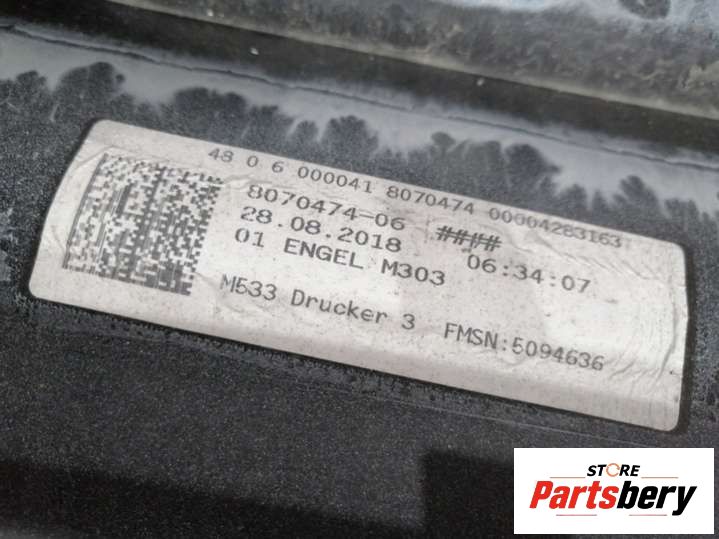 48 0 6 000041 8070474 00004283163T
8070474-06 ####
28.08.2018 06:34:07
01 ENGEL M303
M533 Drucker 3 FMSN:5094636
STORE
Partsbery